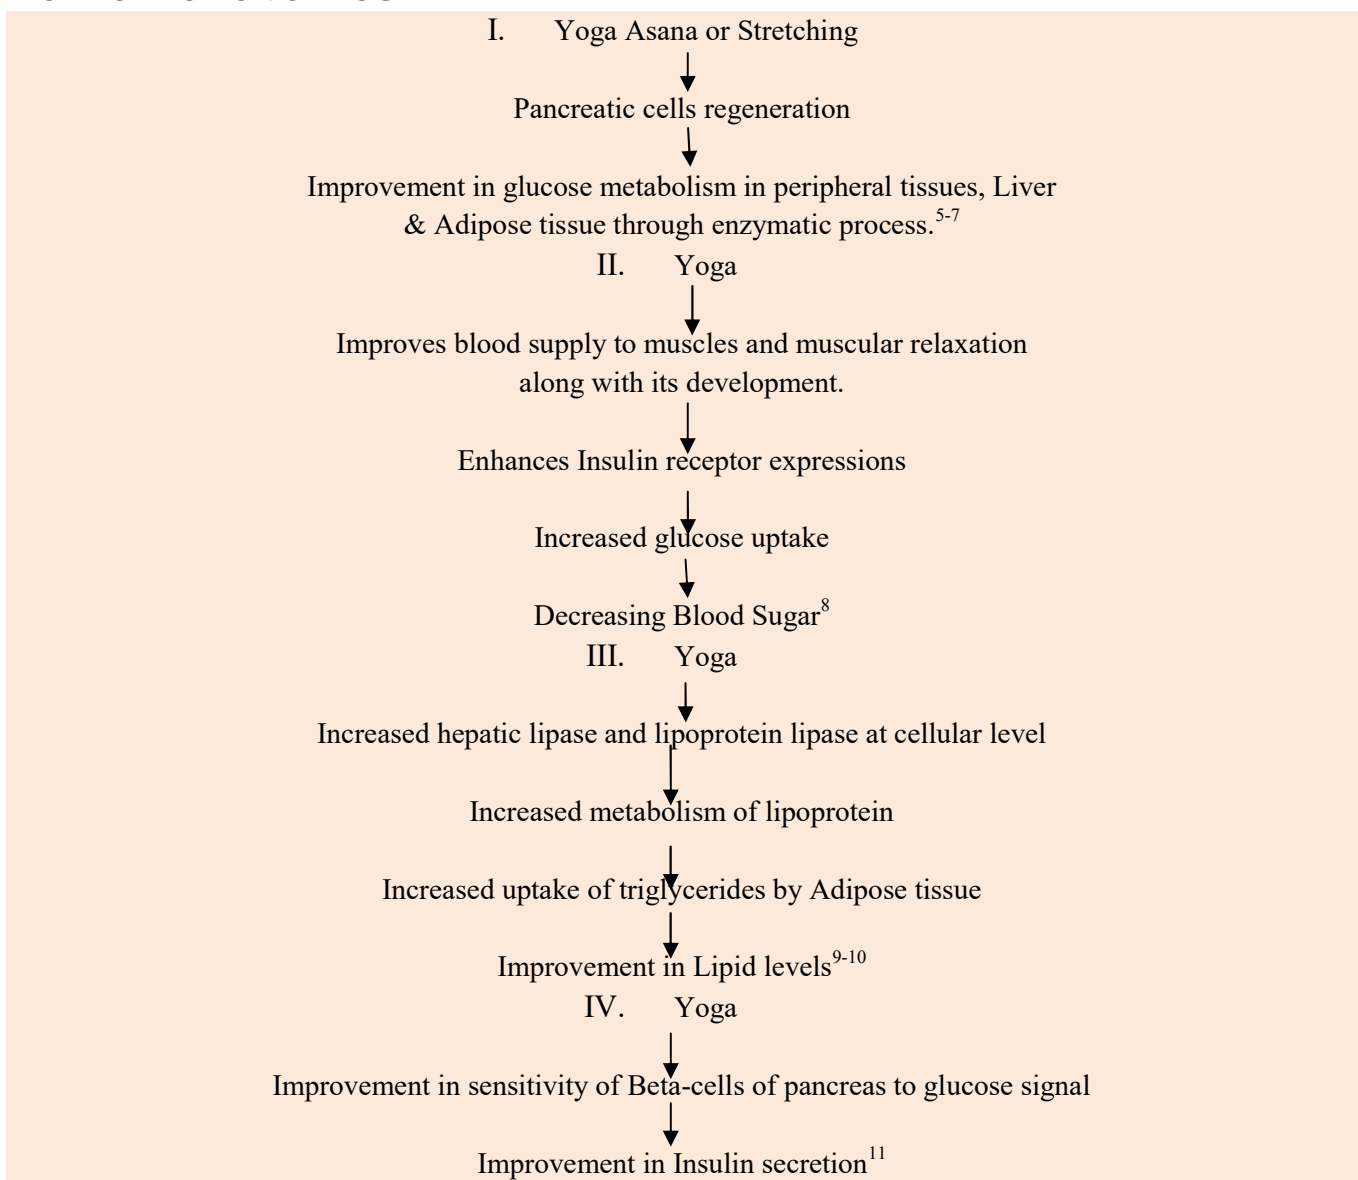 I. Yoga Asana or Stretching
Pancreatic cells regeneration
Improvement in glucose metabolism in peripheral tissues, Liver
& Adipose tissue through enzymatic process.5-7
II. Yoga
Improves blood supply to muscles and muscular relaxation
along with its development.
Enhances Insulin receptor expressions
Increased glucose uptake
Decreasing Blood Sugar8
III. Yoga
Increased hepatic lipase and lipoprotein lipase at cellular level
Increased metabolism of lipoprotein
Increased uptake of triglycerides by Adipose tissue
Improvement in Lipid levels9-10
IV. Yoga
Improvement in sensitivity of Beta-cells of pancreas to glucose signal
Improvement in Insulin secretion11